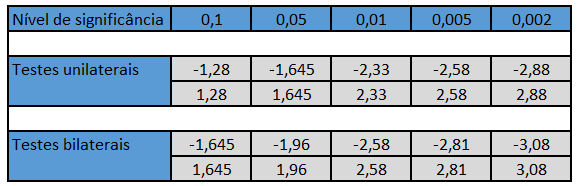 Nível de significância 0,1 0,05 0,01 0,005 0,002
Testes unilaterais -1,28 -1,645 -2,33 -2,58 -2,88
1,28 1,645 2,33 2,58 2,88
Testes bilaterais -1,645 -1,96 -2,58 -2,81 -3,08
1,645 1,96 2,58 2,81 3,08